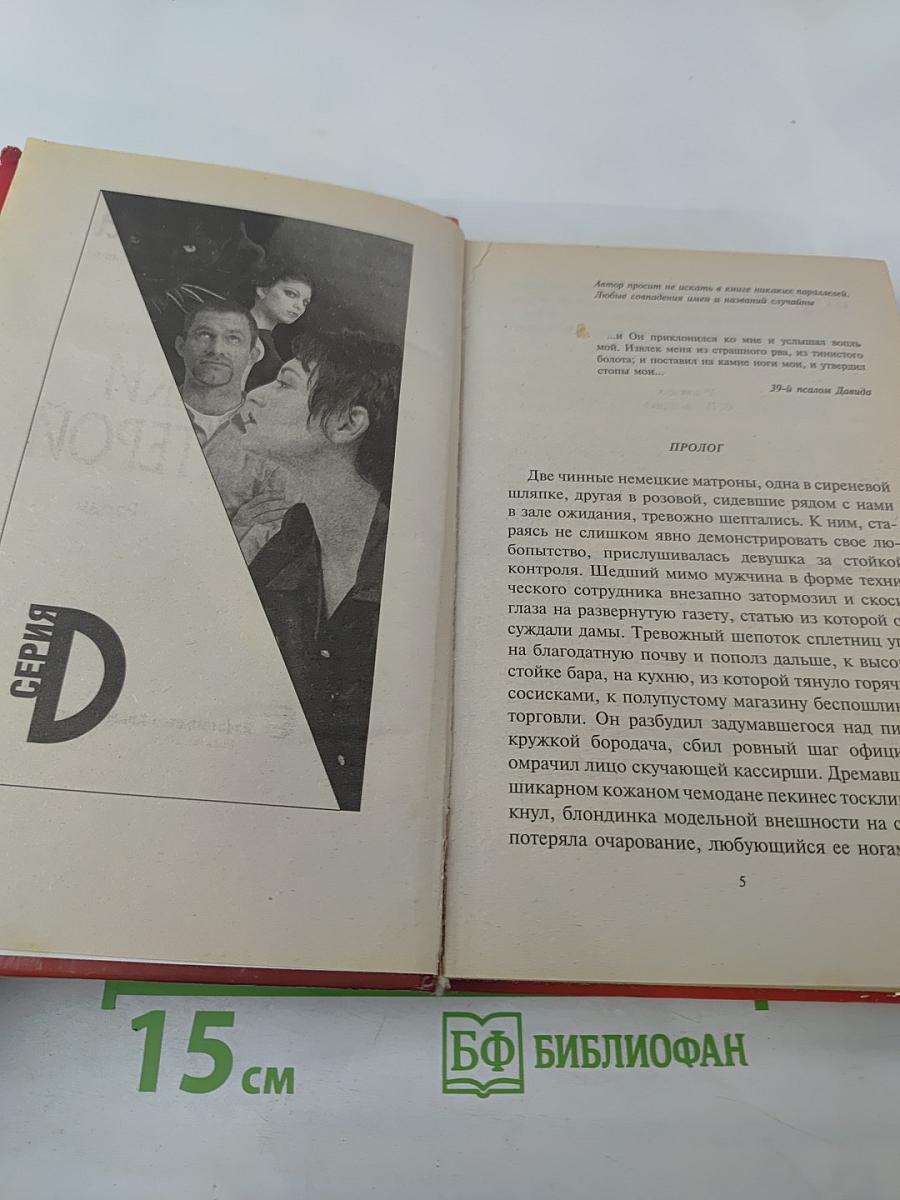 СЕРИЯ
D
Автор просит не искать в книге никаких параллелей.
Любые совпадения имен и названий случайны
...и Он приклонился ко мне и услышал вопль
мой. Извлек меня из страшного рва, из тинистого
болота; и поставил на камне ноги мои, и утвердил
стопы мои...
39-й псалом Давида
ПРОЛОГ
Две чинные немецкие матроны, одна в сиреневой
шляпке, другая в розовой, сидевшие рядом с нами
в зале ожидания, тревожно шептались. К ним, ста-
раясь не слишком явно демонстрировать свое лю-
бопытство, прислушивалась девушка за стойкой
контроля. Шедший мимо мужчина в форме техни
ческого сотрудника внезапно затормозил и скоси
глаза на развернутую газету, статью из которой о
суждали дамы. Тревожный шепоток сплетниц уп
на благодатную почву и пополз дальше, к высо
стойке бара, на кухню, из которой тянуло горяч
сосисками, к полупустому магазину беспошлин
торговли. Он разбудил задумавшегося над пи
кружкой бородача, сбил ровный шаг офици
омрачил лицо скучающей кассирши. Дремавш
шикарном кожаном чемодане пекинес тоскли
кнул, блондинка модельной внешности на с
потеряла очарование, любующийся ее ногам
5
15 см
БФ БИБЛИОФАН